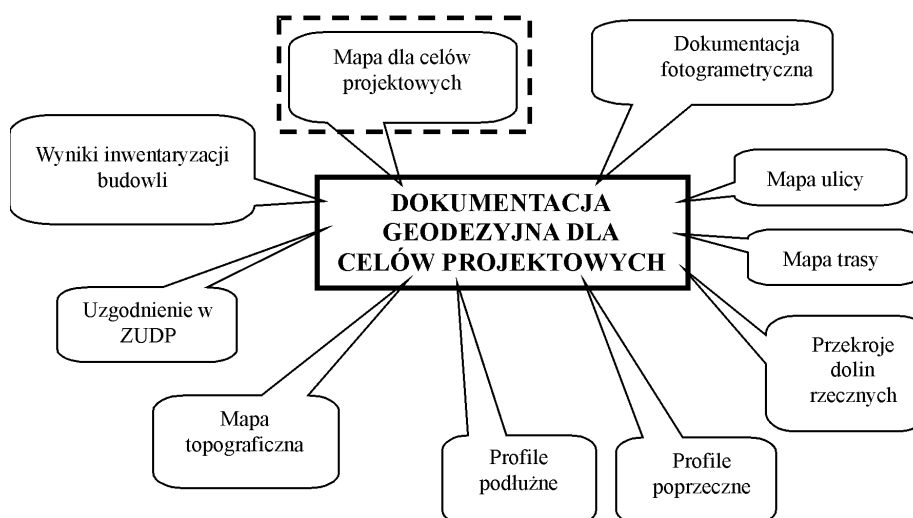 Mapa dla celów
projektowych
Dokumentacja
fotogrametryczna
Wyniki inwentaryzacji
budowli
Mapa ulicy
DOKUMENTACJA
GEODEZYJNA DLA
CELÓW PROJEKTOWYCH
Mapa trasy
Uzgodnienie w
ZUDP
Przekroje
dolin
rzecznych
Mapa
topograficzna
Profile
podłużne
Profile
poprzeczne